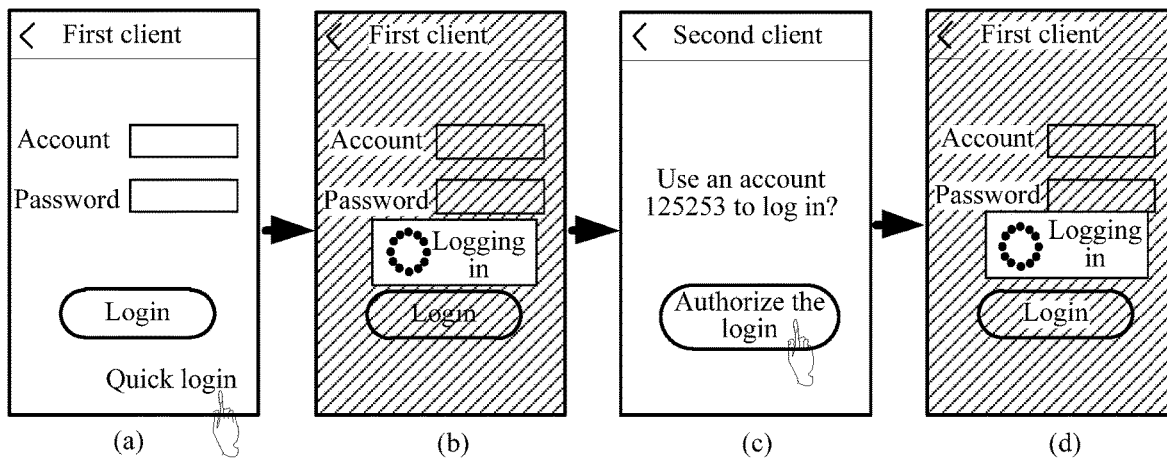 First client
Account
Password
Login
Quick login
(a)
First client
Account
Password
Logging
in
Login
(b)
Second client
Use an account
125253 to log in?
Authorize the
login
(c)
First client
Account
Password
Logging
in
Login
(d)